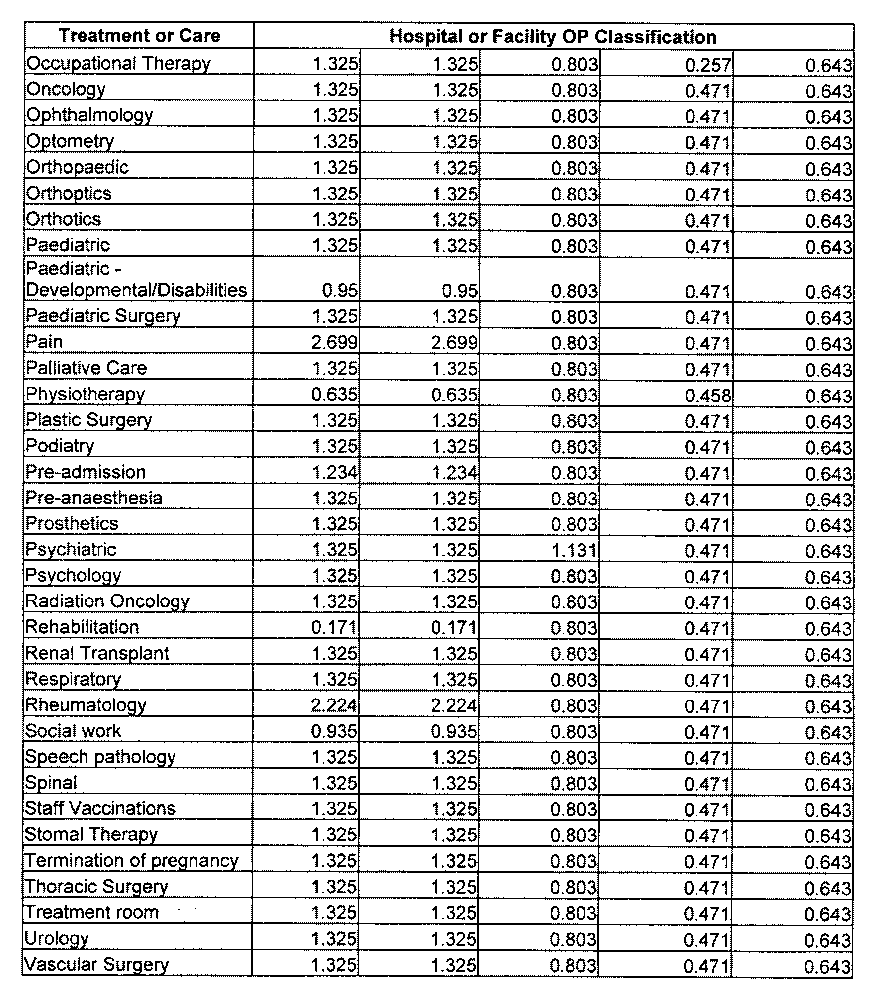 Treatment or Care Hospital or Facility OP Classification
Occupational Therapy 1.325 1.325 0.803 0.257 0.643
Oncology 1.325 1.325 0.803 0.471 0.643
Ophthalmology 1.325 1.325 0.803 0.471 0.643
Optometry 1.325 1.325 0.803 0.471 0.643
Orthopaedic 1.325 1.325 0.803 0.471 0.643
Orthoptics 1.325 1.325 0.803 0.471 0.643
Orthotics 1.325 1.325 0.803 0.471 0.643
Paediatric 1.325 1.325 0.803 0.471 0.643
Paediatric -
Developmental/Disabilities 0.95 0.95 0.803 0.471 0.643
Paediatric Surgery 1.325 1.325 0.803 0.471 0.643
Pain 2.699 2.699 0.803 0.471 0.643
Palliative Care 1.325 1.325 0.803 0.471 0.643
Physiotherapy 0.635 0.635 0.803 0.458 0.643
Plastic Surgery 1.325 1.325 0.803 0.471 0.643
Podiatry 1.325 1.325 0.803 0.471 0.643
Pre-admission 1.234 1.234 0.803 0.471 0.643
Pre-anaesthesia 1.325 1.325 0.803 0.471 0.643
Prosthetics 1.325 1.325 0.803 0.471 0.643
Psychiatric 1.325 1.325 1.131 0.471 0.643
Psychology 1.325 1.325 0.803 0.471 0.643
Radiation Oncology 1.325 1.325 0.803 0.471 0.643
Rehabilitation 0.171 0.171 0.803 0.471 0.643
Renal Transplant 1.325 1.325 0.803 0.471 0.643
Respiratory 1.325 1.325 0.803 0.471 0.643
Rheumatology 2.224 2.224 0.803 0.471 0.643
Social work 0.935 0.935 0.803 0.471 0.643
Speech pathology 1.325 1.325 0.803 0.471 0.643
Spinal 1.325 1.325 0.803 0.471 0.643
Staff Vaccinations 1.325 1.325 0.803 0.471 0.643
Stomal Therapy 1.325 1.325 0.803 0.471 0.643
Termination of pregnancy 1.325 1.325 0.803 0.471 0.643
Thoracic Surgery 1.325 1.325 0.803 0.471 0.643
Treatment room 1.325 1.325 0.803 0.471 0.643
Urology 1.325 1.325 0.803 0.471 0.643
Vascular Surgery 1.325 1.325 0.803 0.471 0.643